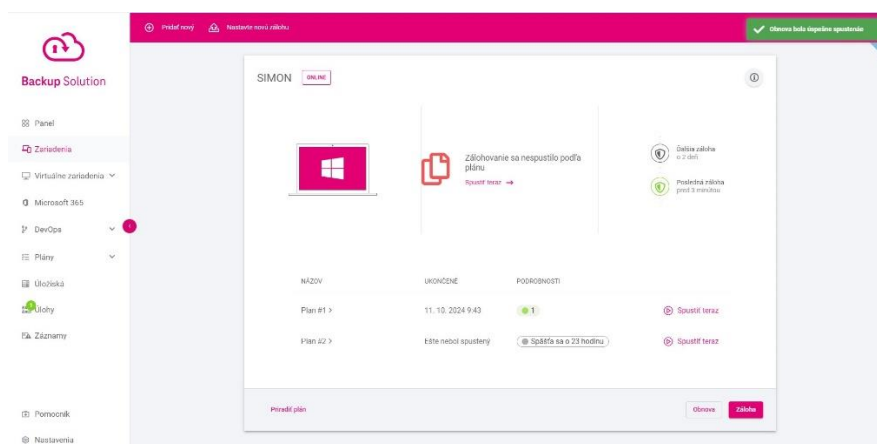 Pridať nový
Nastavte novú zálohu
Obnova bola úspešne spustená
Backup Solution
Panel
Zariadenia
Virtuálne zariadenia
Microsoft 365
DevOps
Plány
Úložiská
Úlohy
Záznamy
Pomocník
Nastavenia
SIMON
ONLINE
Zálohovanie sa nespustilo podľa
plánu
Spustiť teraz
Ďalšia záloha
o 2 dni
Posledná záloha
pred 3 minútou
NÁZOV UKONČENÉ PODROBNOSTI
Plan #1 > 11. 10. 2024 9:43 1 Spustiť teraz
Plan #2 > Ešte nebol spustený Spúšťa sa o 23 hodinu Spustiť teraz
Priradiť plán
Obnova
Záloha